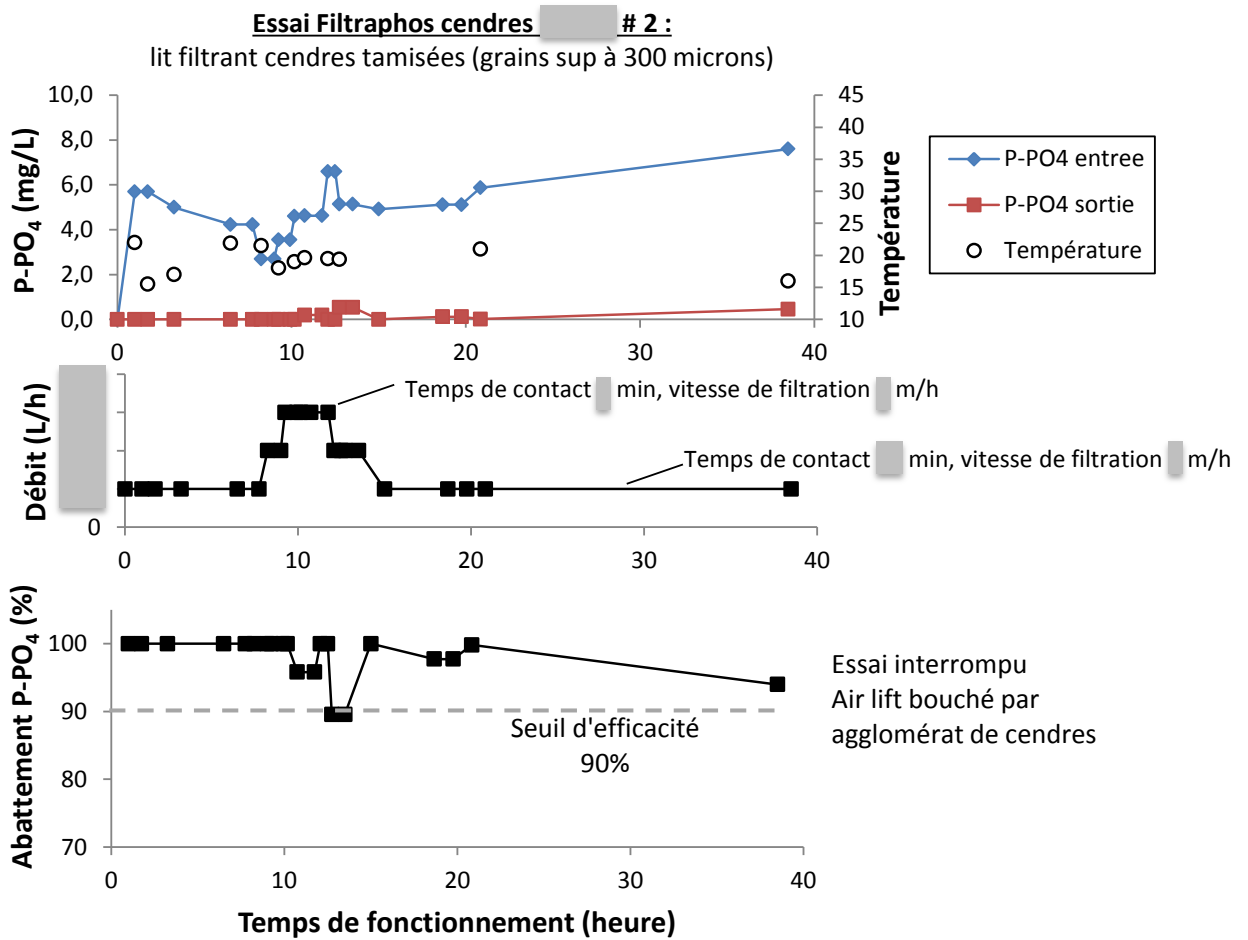 Essai Filtraphos cendres # 2 :
lit filtrant cendres tamisées (grains sup à 300 microns)
P-PO4 (mg/L)
10,0
8,0
6,0
4,0
2,0
0,0
0 10 20 30 40
45
40
35
30
25
20
15
10
Température
P-PO4 entree
P-PO4 sortie
Température
Débit (L/h)
0
Temps de contact min, vitesse de filtration m/h
Temps de contact min, vitesse de filtration m/h
0 10 20 30 40
Abattement P-PO4 (%)
100
90
80
70
Seuil d'efficacité
90%
0 10 20 30 40
Temps de fonctionnement (heure)
Essai interrompu
Air lift bouché par
agglomérat de cendres